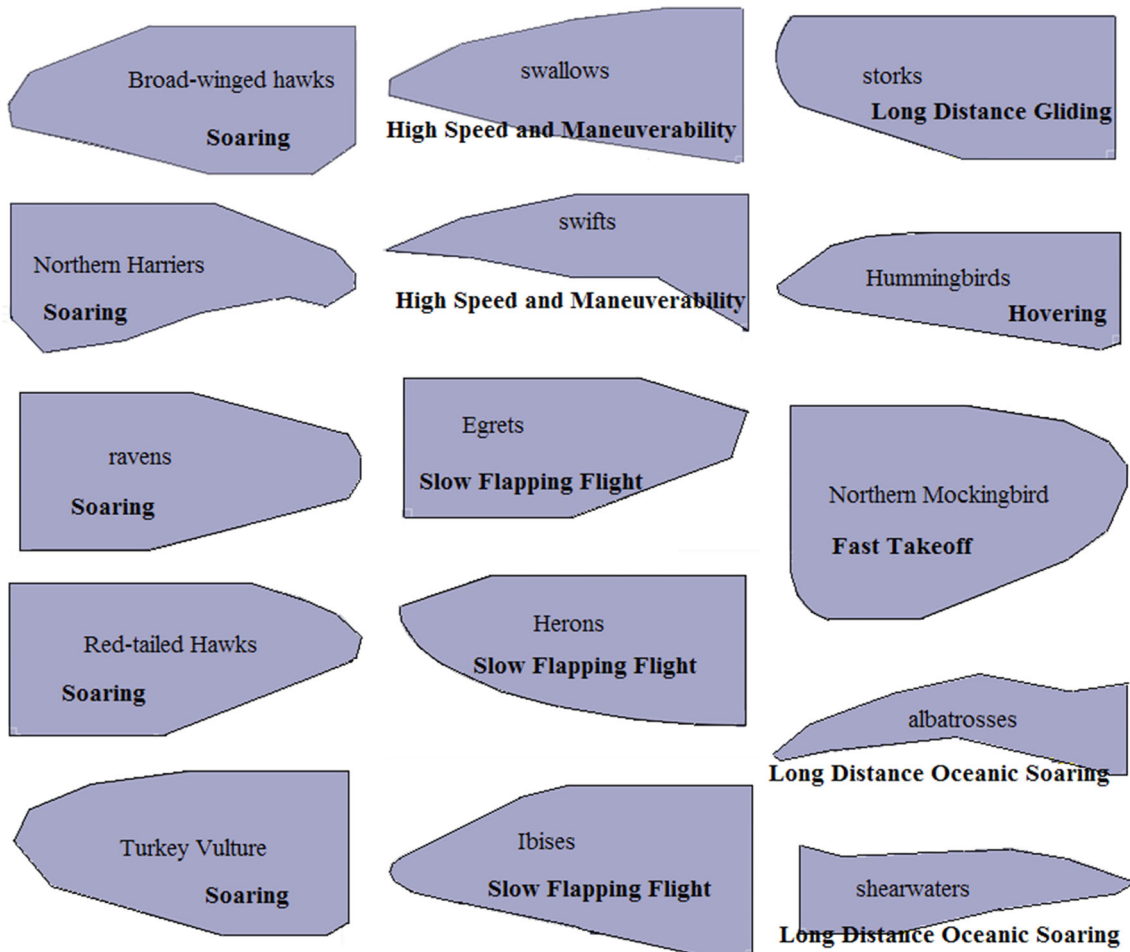 Broad-winged hawks
Soaring
Northern Harriers
Soaring
ravens
Soaring
Red-tailed Hawks
Soaring
Turkey Vulture
Soaring
swallows
High Speed and Maneuverability
swifts
High Speed and Maneuverability
Egrets
Slow Flapping Flight
Herons
Slow Flapping Flight
Ibises
Slow Flapping Flight
storks
Long Distance Gliding
Hummingbirds
Hovering
Northern Mockingbird
Fast Takeoff
albatrosses
Long Distance Oceanic Soaring
shearwaters
Long Distance Oceanic Soaring